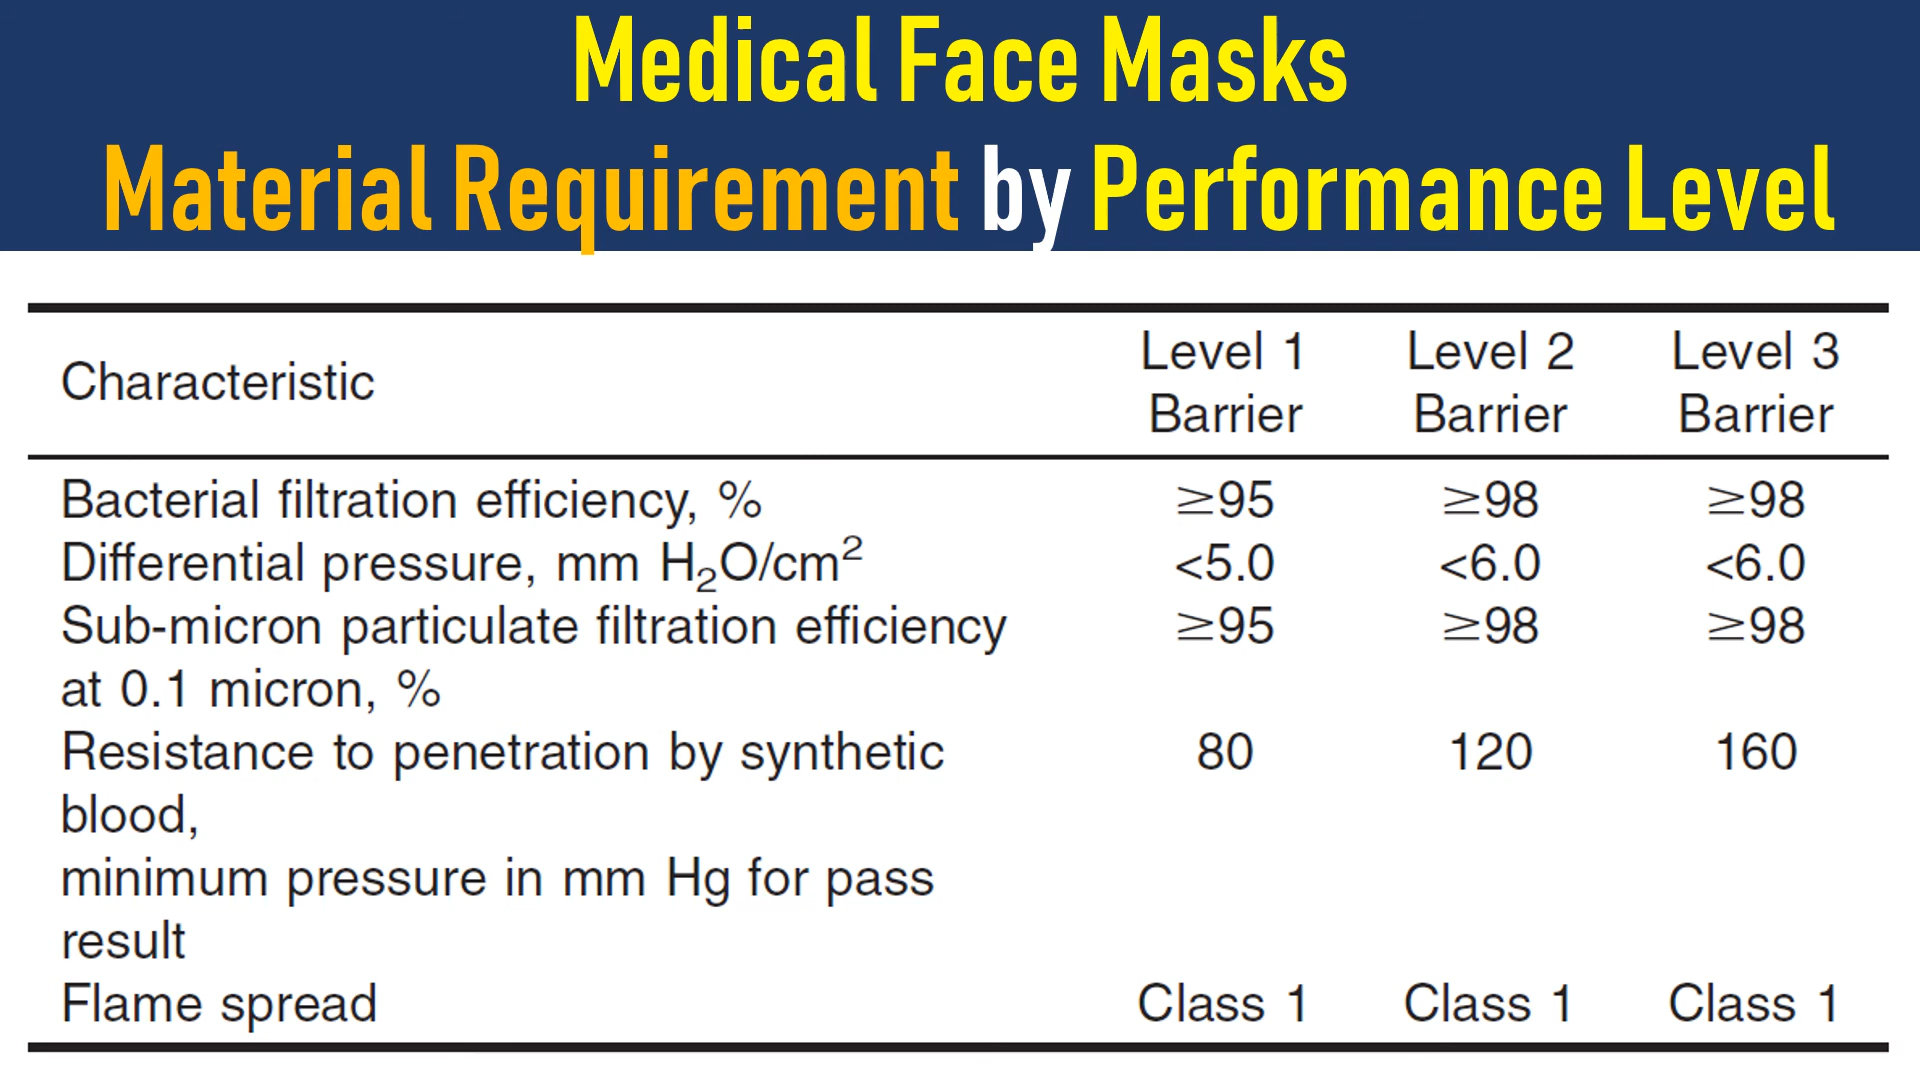 Medical Face Masks
Material Requirement by Performance Level
Characteristic Level 1 Barrier Level 2 Barrier Level 3 Barrier
Bacterial filtration efficiency, % ≥95 ≥98 ≥98
Differential pressure, mm H₂O/cm² <5.0 <6.0 <6.0
Sub-micron particulate filtration efficiency ≥95 ≥98 ≥98
at 0.1 micron, %
Resistance to penetration by synthetic 80 120 160
blood,
minimum pressure in mm Hg for pass
result
Flame spread Class 1 Class 1 Class 1